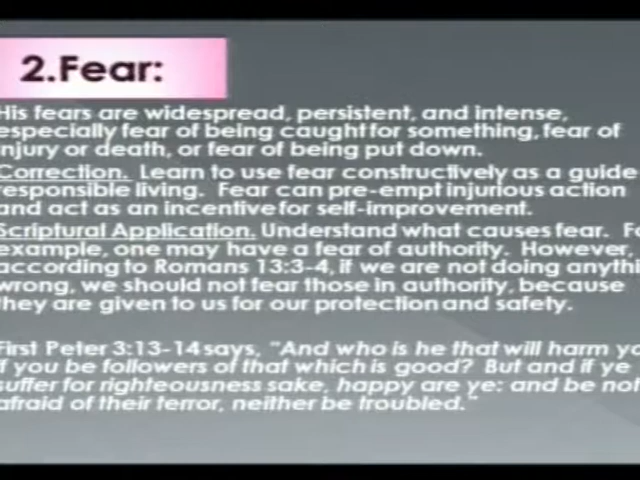 2.Fear:
His fears are widespread, persistent, and intense,
especially fear of being caught for something, fear of
injury or death, or fear of being put down.
Correction. Learn to use fear constructively as a guide
responsible living. Fear can pre-empt injurious action
and act as an incentive for self-improvement.
Scriptural Application. Understand what causes fear. Fo
example, one may have a fear of authority. However,
according to Romans 13:3-4, if we are not doing anythi
wrong, we should not fear those in authority, because
they are given to us for our protection and safety.
First Peter 3:13-14 says, "And who is he that will harm yo
if you be followers of that which is good? But and if ye
suffer for righteousness sake, happy are ye: and be not
afraid of their terror, neither be troubled."